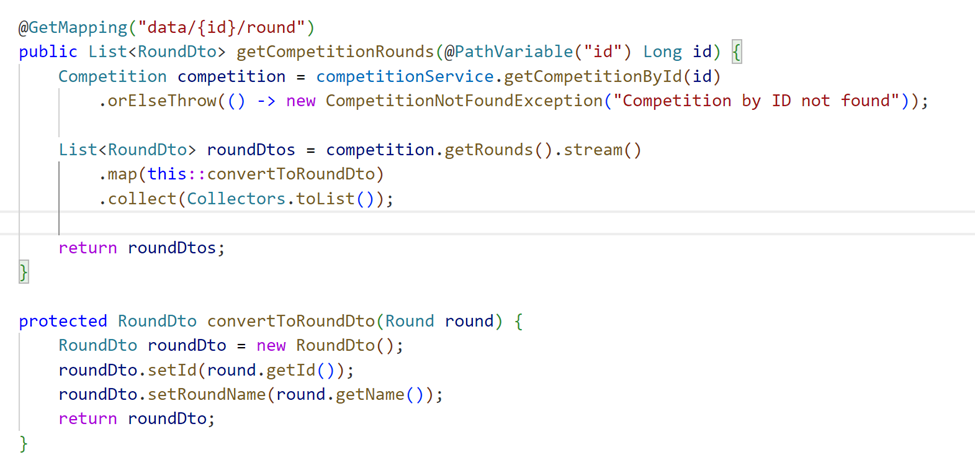 @GetMapping("data/{id}/round")
public List<RoundDto> getCompetitionRounds(@PathVariable("id") Long id) {
    Competition competition = competitionService.getCompetitionById(id)
        .orElseThrow(() -> new CompetitionNotFoundException("Competition by ID not found"));

    List<RoundDto> roundDtos = competition.getRounds().stream()
        .map(this::convertToRoundDto)
        .collect(Collectors.toList());

    return roundDtos;
}

protected RoundDto convertToRoundDto(Round round) {
    RoundDto roundDto = new RoundDto();
    roundDto.setId(round.getId());
    roundDto.setRoundName(round.getName());
    return roundDto;
}